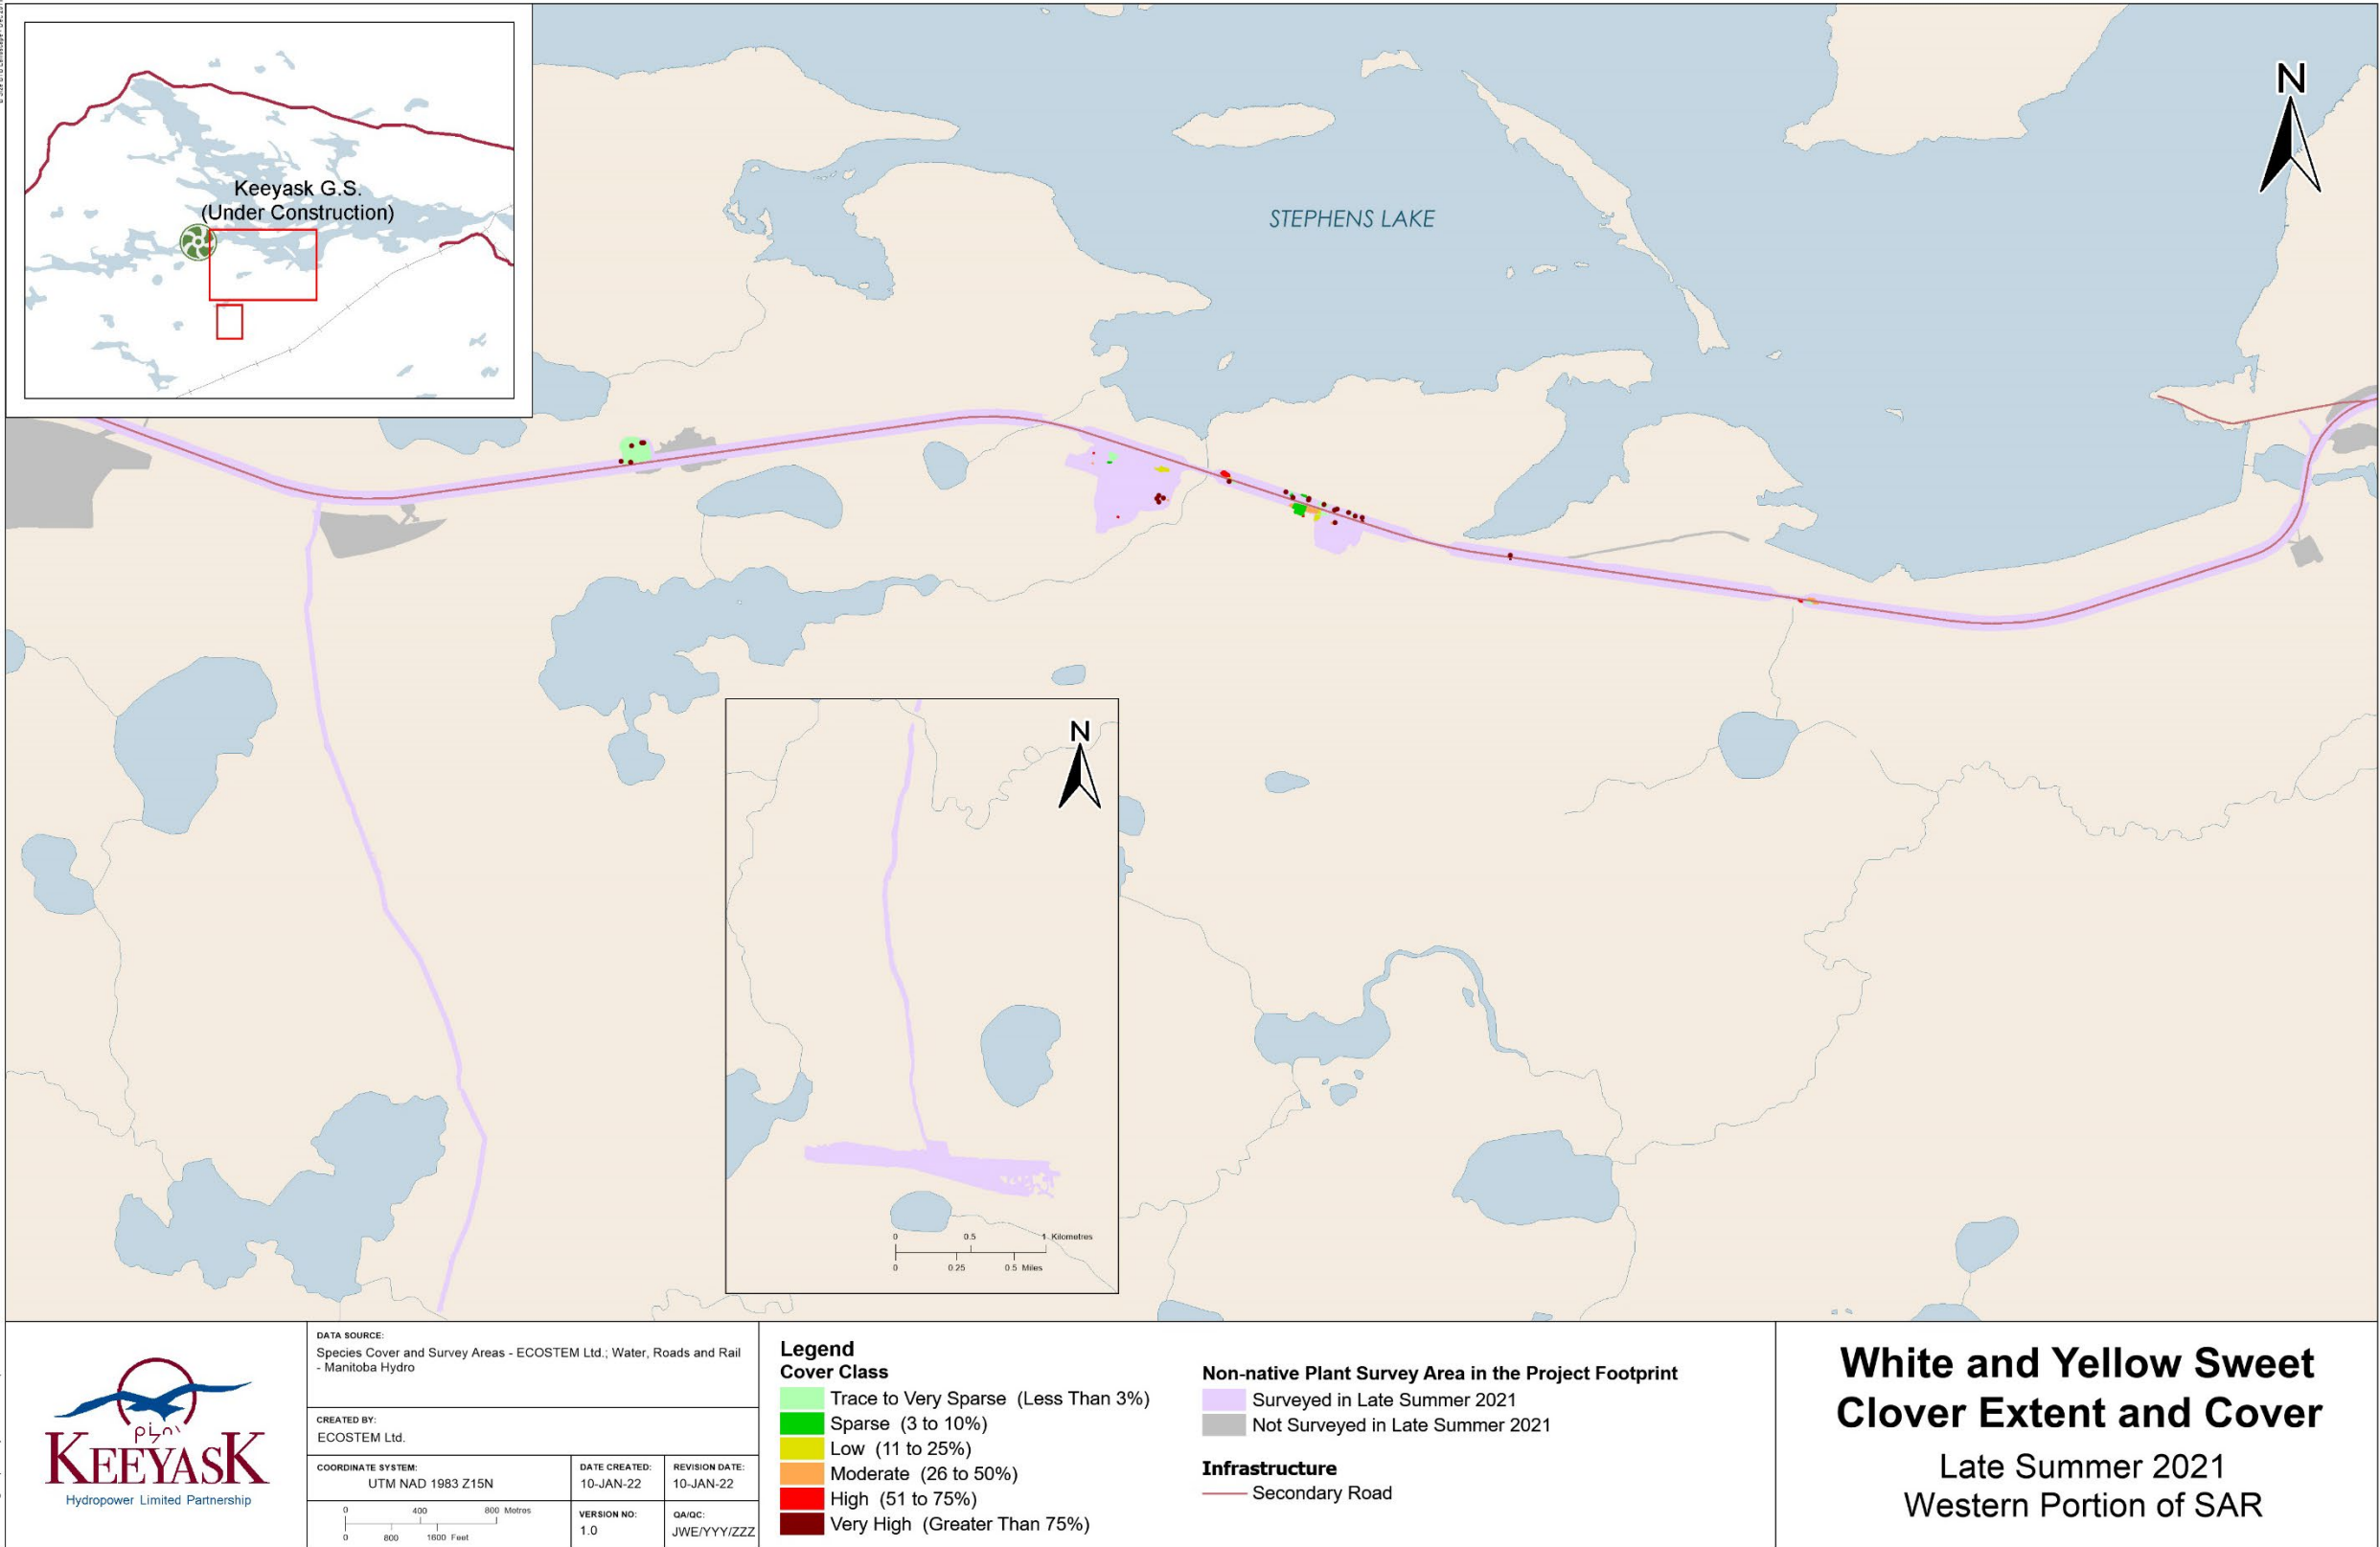 Keeyask G.S.
(Under Construction)
N
STEPHENS LAKE
N
0 0.5 1 Kilometres
0 0.25 0.5 Miles
KEEYASK
Hydropower Limited Partnership
DATA SOURCE:
Species Cover and Survey Areas - ECOSTEM Ltd.; Water, Roads and Rail
- Manitoba Hydro
CREATED BY:
ECOSTEM Ltd.
COORDINATE SYSTEM:
UTM NAD 1983 Z15N
DATE CREATED:
10-JAN-22
REVISION DATE:
10-JAN-22
0 400 800 Metres
0 800 1600 Feet
VERSION NO:
1.0
QA/QC:
JWE/YYY/ZZZ
Legend
Cover Class
Trace to Very Sparse (Less Than 3%)
Sparse (3 to 10%)
Low (11 to 25%)
Moderate (26 to 50%)
High (51 to 75%)
Very High (Greater Than 75%)
Non-native Plant Survey Area in the Project Footprint
Surveyed in Late Summer 2021
Not Surveyed in Late Summer 2021
Infrastructure
Secondary Road
White and Yellow Sweet
Clover Extent and Cover
Late Summer 2021
Western Portion of SAR